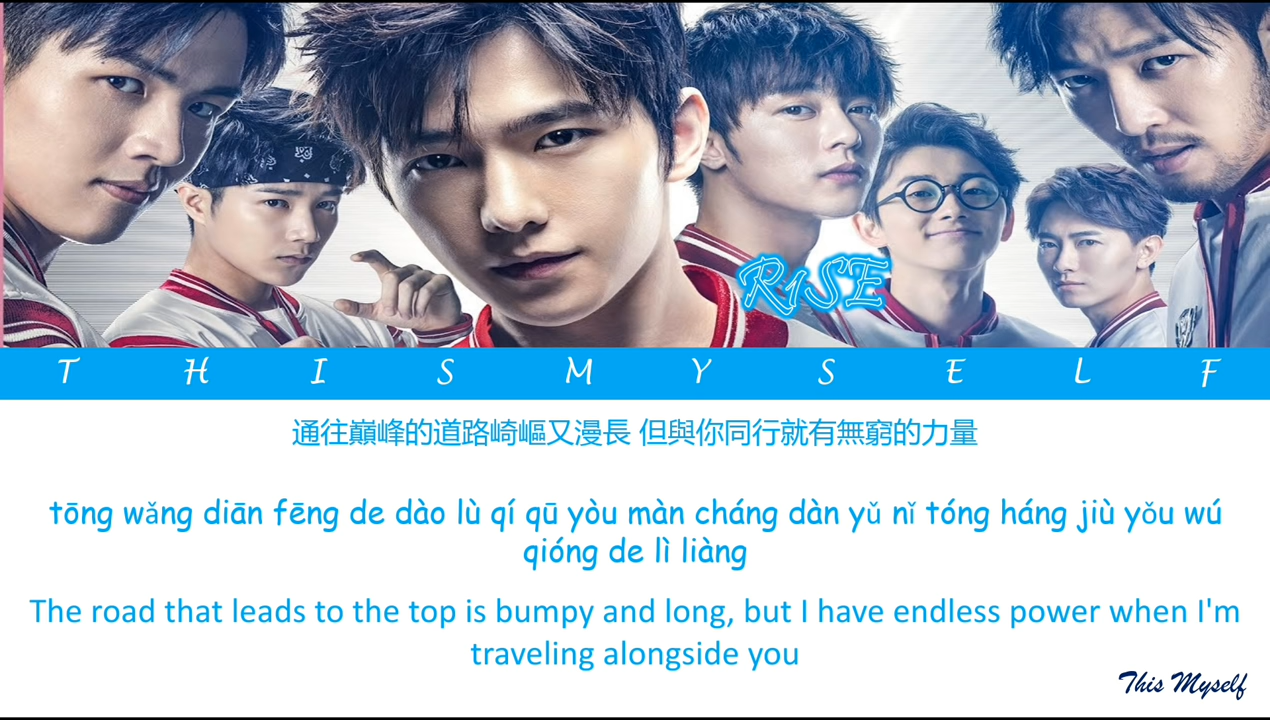 R1SE
T H I S M Y S E L F
通往巔峰的道路崎嶇又漫長 但與你同行就有無窮的力量
tōng wǎng diān fēng de dào lù qí qū yòu màn cháng dàn yǔ nǐ tóng háng jiù yǒu wú
qióng de lì liàng
The road that leads to the top is bumpy and long, but I have endless power when I'm
traveling alongside you
This Myself